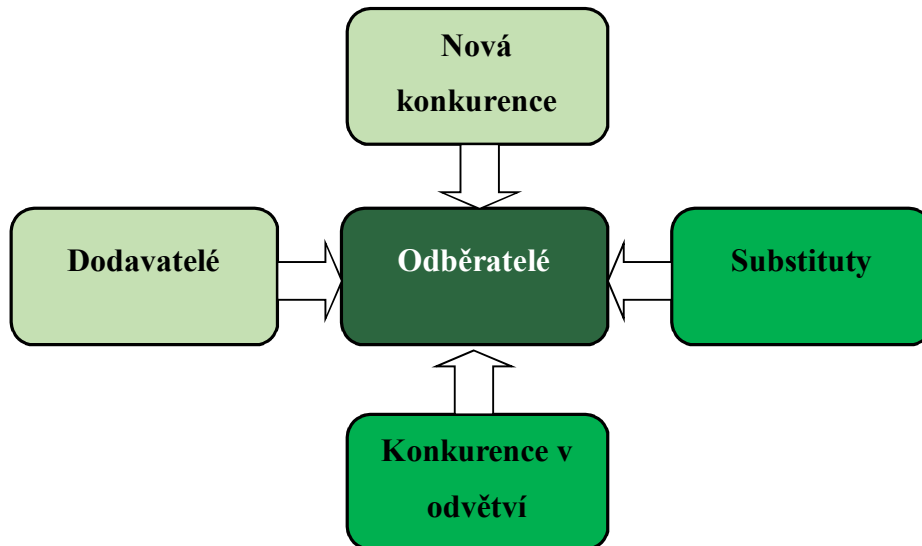 Nová
konkurence
Dodavatelé
Odběratelé
Substituty
Konkurence v
odvětví